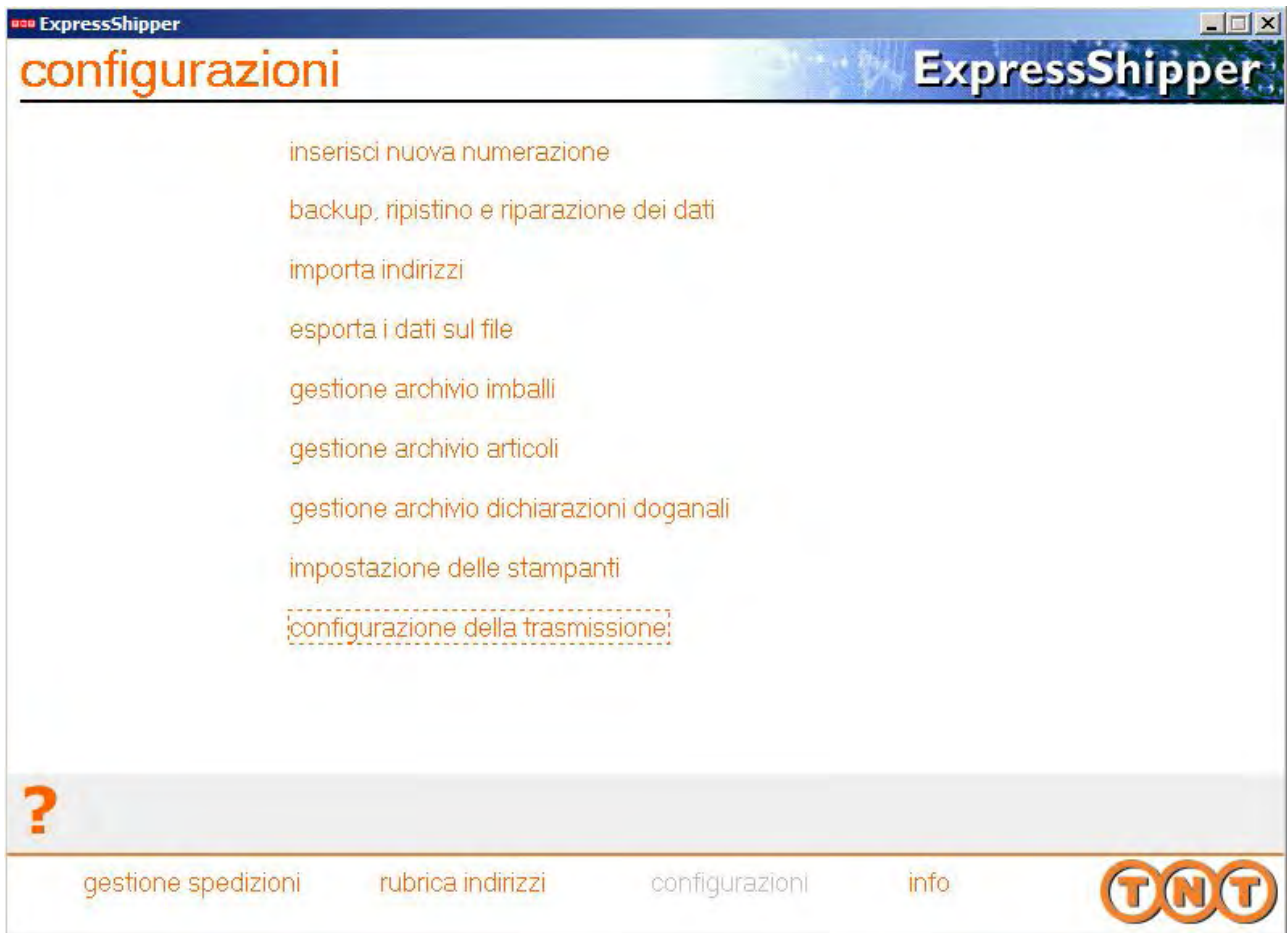 ExpressShipper
configurazioni
ExpressShipper
inserisci nuova numerazione
backup, ripistino e riparazione dei dati
importa indirizzi
esporta i dati sul file
gestione archivio imballi
gestione archivio articoli
gestione archivio dichiarazioni doganali
impostazione delle stampanti
configurazione della trasmissione
?
gestione spedizioni rubrica indirizzi configurazioni info TNT